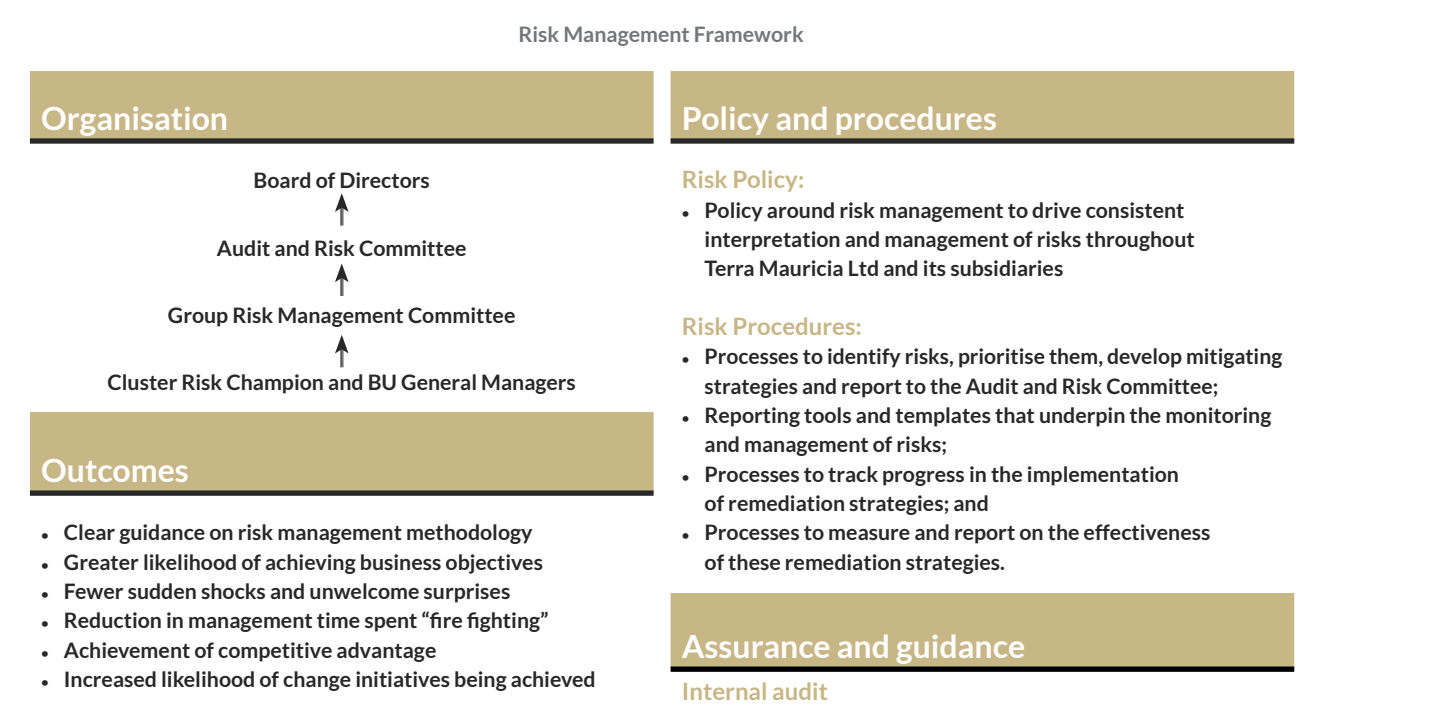 Risk Management Framework
Organisation
Board of Directors
Audit and Risk Committee
Group Risk Management Committee
Cluster Risk Champion and BU General Managers
Outcomes
• Clear guidance on risk management methodology
• Greater likelihood of achieving business objectives
• Fewer sudden shocks and unwelcome surprises
• Reduction in management time spent “fire fighting”
• Achievement of competitive advantage
• Increased likelihood of change initiatives being achieved
Policy and procedures
Risk Policy:
• Policy around risk management to drive consistent
interpretation and management of risks throughout
Terra Mauricia Ltd and its subsidiaries
Risk Procedures:
• Processes to identify risks, prioritise them, develop mitigating
strategies and report to the Audit and Risk Committee;
• Reporting tools and templates that underpin the monitoring
and management of risks;
• Processes to track progress in the implementation
of remediation strategies; and
• Processes to measure and report on the effectiveness
of these remediation strategies.
Assurance and guidance
Internal audit